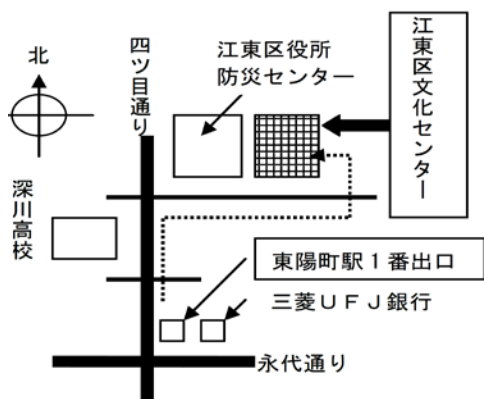 北
四ツ目通り
江東区役所
防災センター
江東区文化センター
深川高校
東陽町駅1番出口
三菱UFJ銀行
永代通り